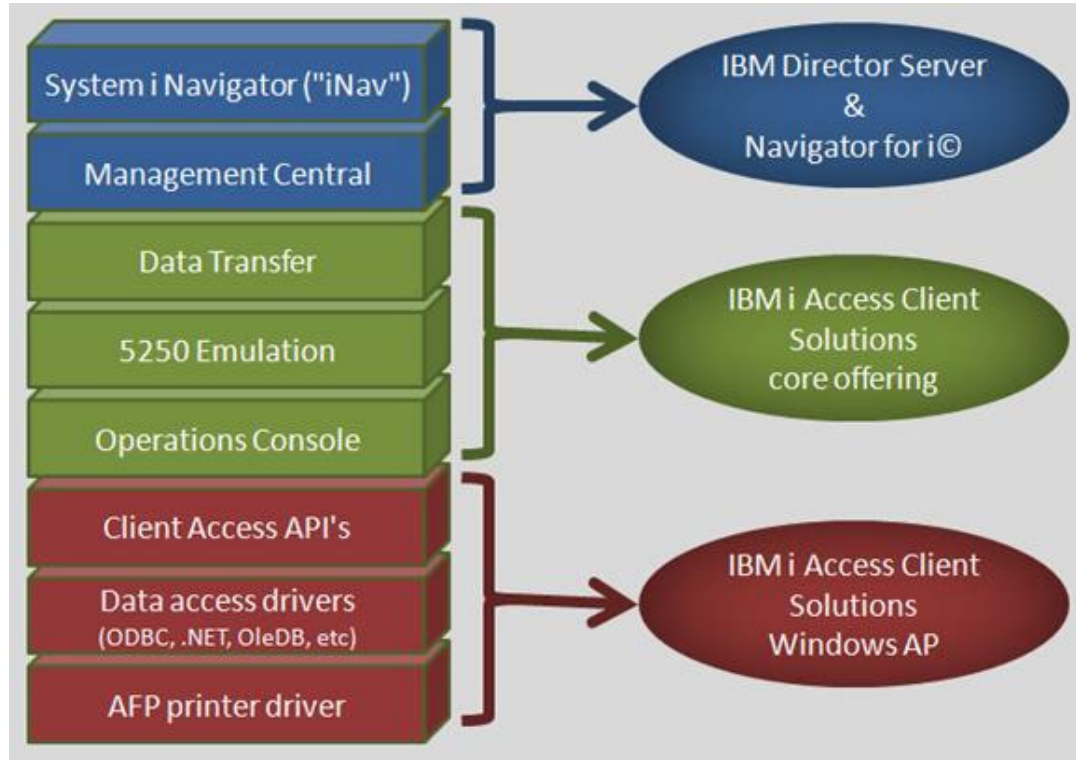 System i Navigator ("iNav")
Management Central
Data Transfer
5250 Emulation
Operations Console
Client Access API's
Data access drivers
(ODBC, .NET, OleDB, etc)
AFP printer driver
IBM Director Server
&
Navigator for i©
IBM i Access Client
Solutions
core offering
IBM i Access Client
Solutions
Windows AP